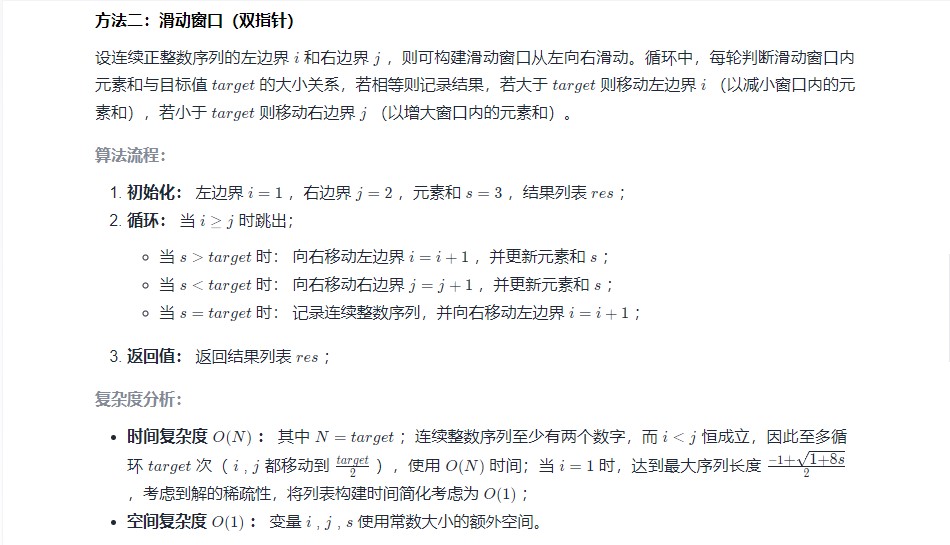 方法二：滑动窗口（双指针）
设连续正整数序列的左边界 i 和右边界 j ，则可构建滑动窗口从左向右滑动。循环中，每轮判断滑动窗口内
元素和与目标值 target 的大小关系，若相等则记录结果，若大于 target 则移动左边界 i （以减小窗口内的元
素和），若小于 target 则移动右边界 j （以增大窗口内的元素和）。
算法流程：
1. 初始化： 左边界 i = 1 ，右边界 j = 2 ，元素和 s = 3 ，结果列表 res ；
2. 循环： 当 i ≥ j 时跳出；
◦ 当 s > target 时： 向右移动左边界 i = i + 1 ，并更新元素和 s ；
◦ 当 s < target 时： 向右移动右边界 j = j + 1 ，并更新元素和 s ；
◦ 当 s = target 时： 记录连续整数序列，并向右移动左边界 i = i + 1 ；
3. 返回值： 返回结果列表 res ；
复杂度分析：
• 时间复杂度 O(N) ： 其中 N = target ；连续整数序列至少有两个数字，而 i < j 恒成立，因此至多循
环 target 次（ i , j 都移动到 target/2 ），使用 O(N) 时间；当 i = 1 时，达到最大序列长度 (−1+√(1+8s))/2
，考虑到解的稀疏性，将列表构建时间简化考虑为 O(1) ；
• 空间复杂度 O(1) ： 变量 i , j , s 使用常数大小的额外空间。